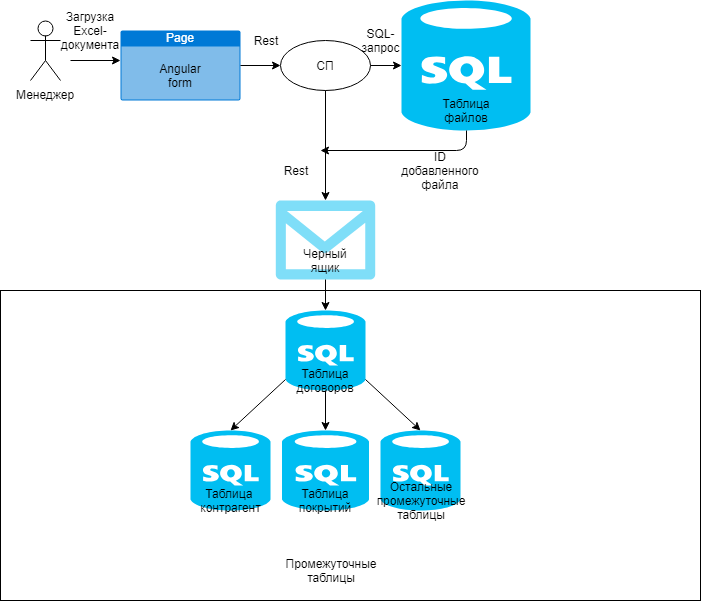 Загрузка
Excel-
документа
Менеджер
Page
Angular
form
Rest
СП
SQL-
запрос
SQL
Таблица
файлов
ID
добавленного
файла
Rest
Черный
ящик
SQL
Таблица
договоров
SQL
Таблица
контрагент
SQL
Таблица
покрытий
SQL
Остальные
промежуточные
таблицы
Промежуточные
таблицы